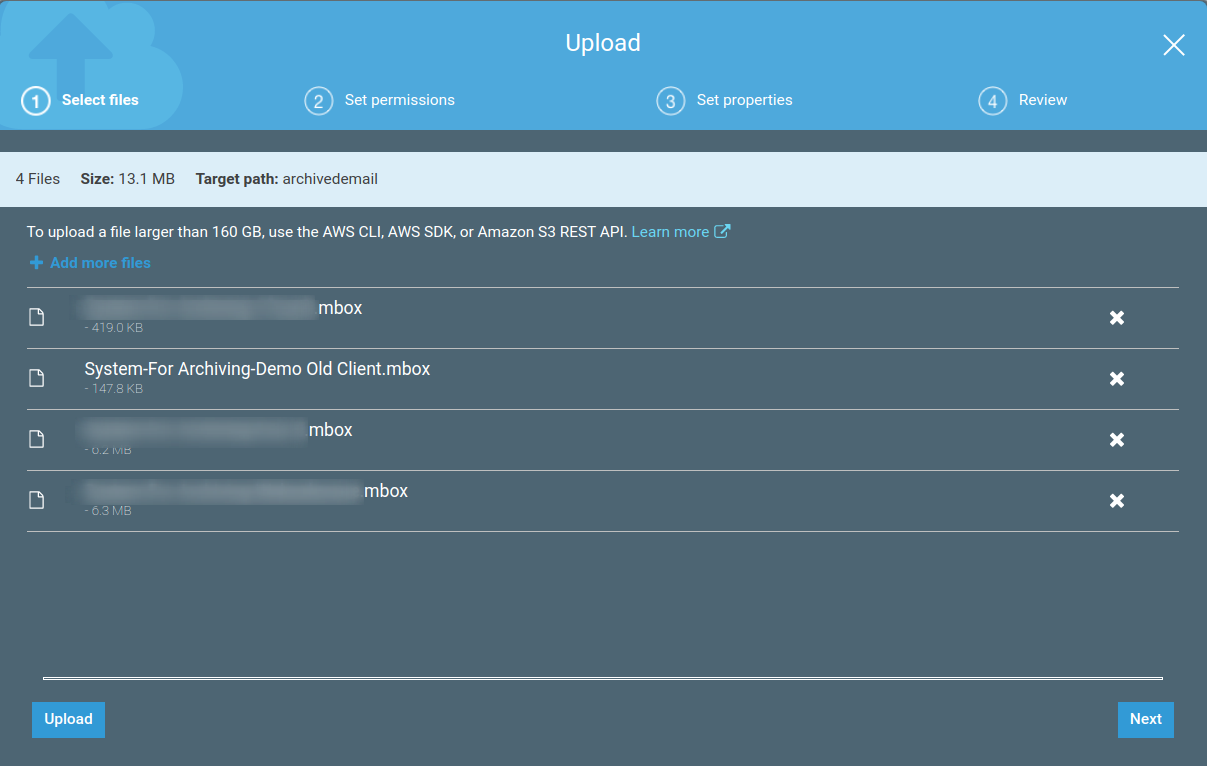 Upload
1 Select files
2 Set permissions
3 Set properties
4 Review
4 Files Size: 13.1 MB Target path: archivedemail
To upload a file larger than 160 GB, use the AWS CLI, AWS SDK, or Amazon S3 REST API. Learn more
Add more files
.mbox
- 419.0 KB
System-For Archiving-Demo Old Client.mbox
- 147.8 KB
mbox
- 6.2 MB
.mbox
- 6.3 MB
Upload
Next